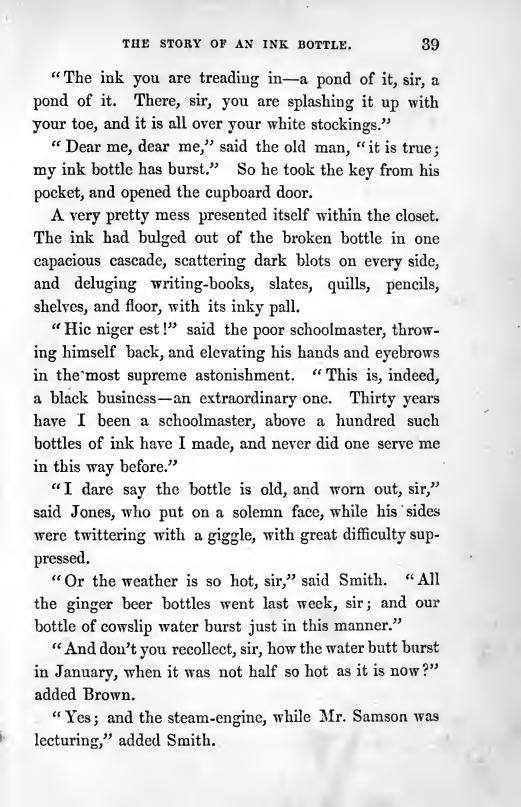 THE STORY OF AN INK BOTTLE. 39
“The ink you are treading in—a pond of it, sir, a
pond of it. There, sir, you are splashing it up with
your toe, and it is all over your white stockings.”
“Dear me, dear me,” said the old man, “it is true;
my ink bottle has burst.” So he took the key from his
pocket, and opened the cupboard door.
A very pretty mess presented itself within the closet.
The ink had bulged out of the broken bottle in one
capacious cascade, scattering dark blots on every side,
and deluging writing-books, slates, quills, pencils,
shelves, and floor, with its inky pall.
“Hic niger est!” said the poor schoolmaster, throw-
ing himself back, and elevating his hands and eyebrows
in the most supreme astonishment. “This is, indeed,
a black business—an extraordinary one. Thirty years
have I been a schoolmaster, above a hundred such
bottles of ink have I made, and never did one serve me
in this way before.”
“I dare say the bottle is old, and worn out, sir,”
said Jones, who put on a solemn face, while his sides
were twittering with a giggle, with great difficulty sup-
pressed.
“Or the weather is so hot, sir,” said Smith. “All
the ginger beer bottles went last week, sir; and our
bottle of cowslip water burst just in this manner.”
“And don’t you recollect, sir, how the water butt burst
in January, when it was not half so hot as it is now?”
added Brown.
“Yes; and the steam-engine, while Mr. Samson was
lecturing,” added Smith.